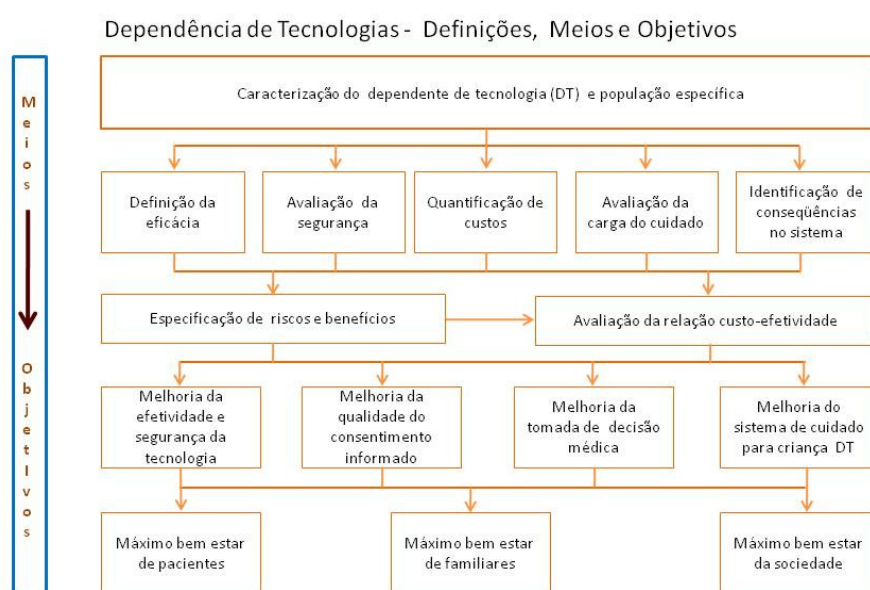 Dependência de Tecnologias - Definições, Meios e Objetivos
Meios
Objetivos
Caracterização do dependente de tecnologia (DT) e população específica
Definição da
eficácia
Avaliação da
segurança
Quantificação de
custos
Avaliação da
carga do cuidado
Identificação de
conseqüências
no sistema
Especificação de riscos e benefícios
Avaliação da relação custo-efetividade
Melhoria da
efetividade e
segurança da
tecnologia
Melhoria da
qualidade do
consentimento
informado
Melhoria da
tomada de decisão
médica
Melhoria do
sistema de cuidado
para criança DT
Máximo bem estar
de pacientes
Máximo bem estar
de familiares
Máximo bem estar
da sociedade